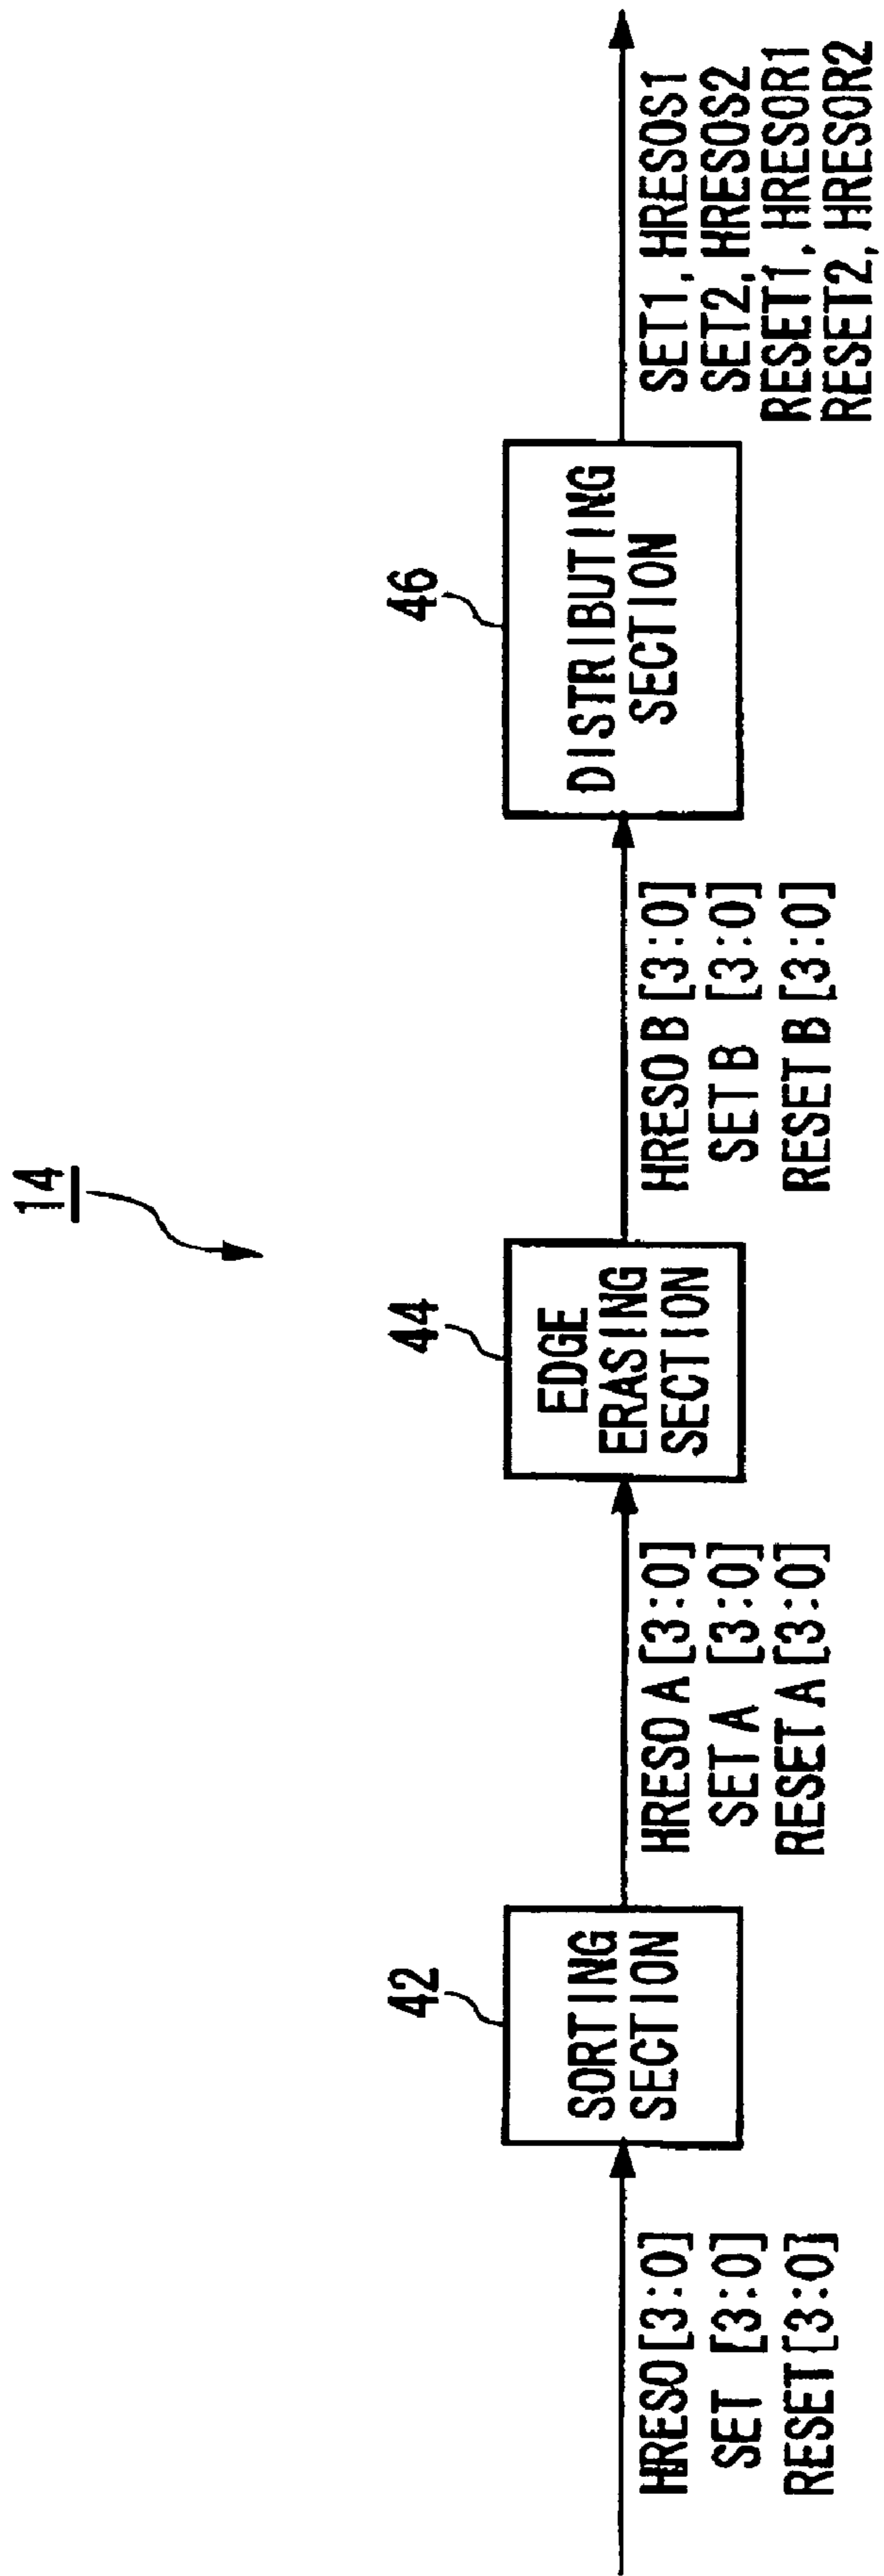 14
42
SORTING
SECTION
44
EDGE
ERASING
SECTION
46
DISTRIBUTING
SECTION
HRESO[3:0]
SET [3:0]
RESET[3:0]
HRESO A[3:0]
SET A [3:0]
RESET A[3:0]
HRESO B[3:0]
SET B [3:0]
RESET B[3:0]
SET1, HRESOS1
SET2, HRESOS2
RESET1, HRESOR1
RESET2, HRESOR2